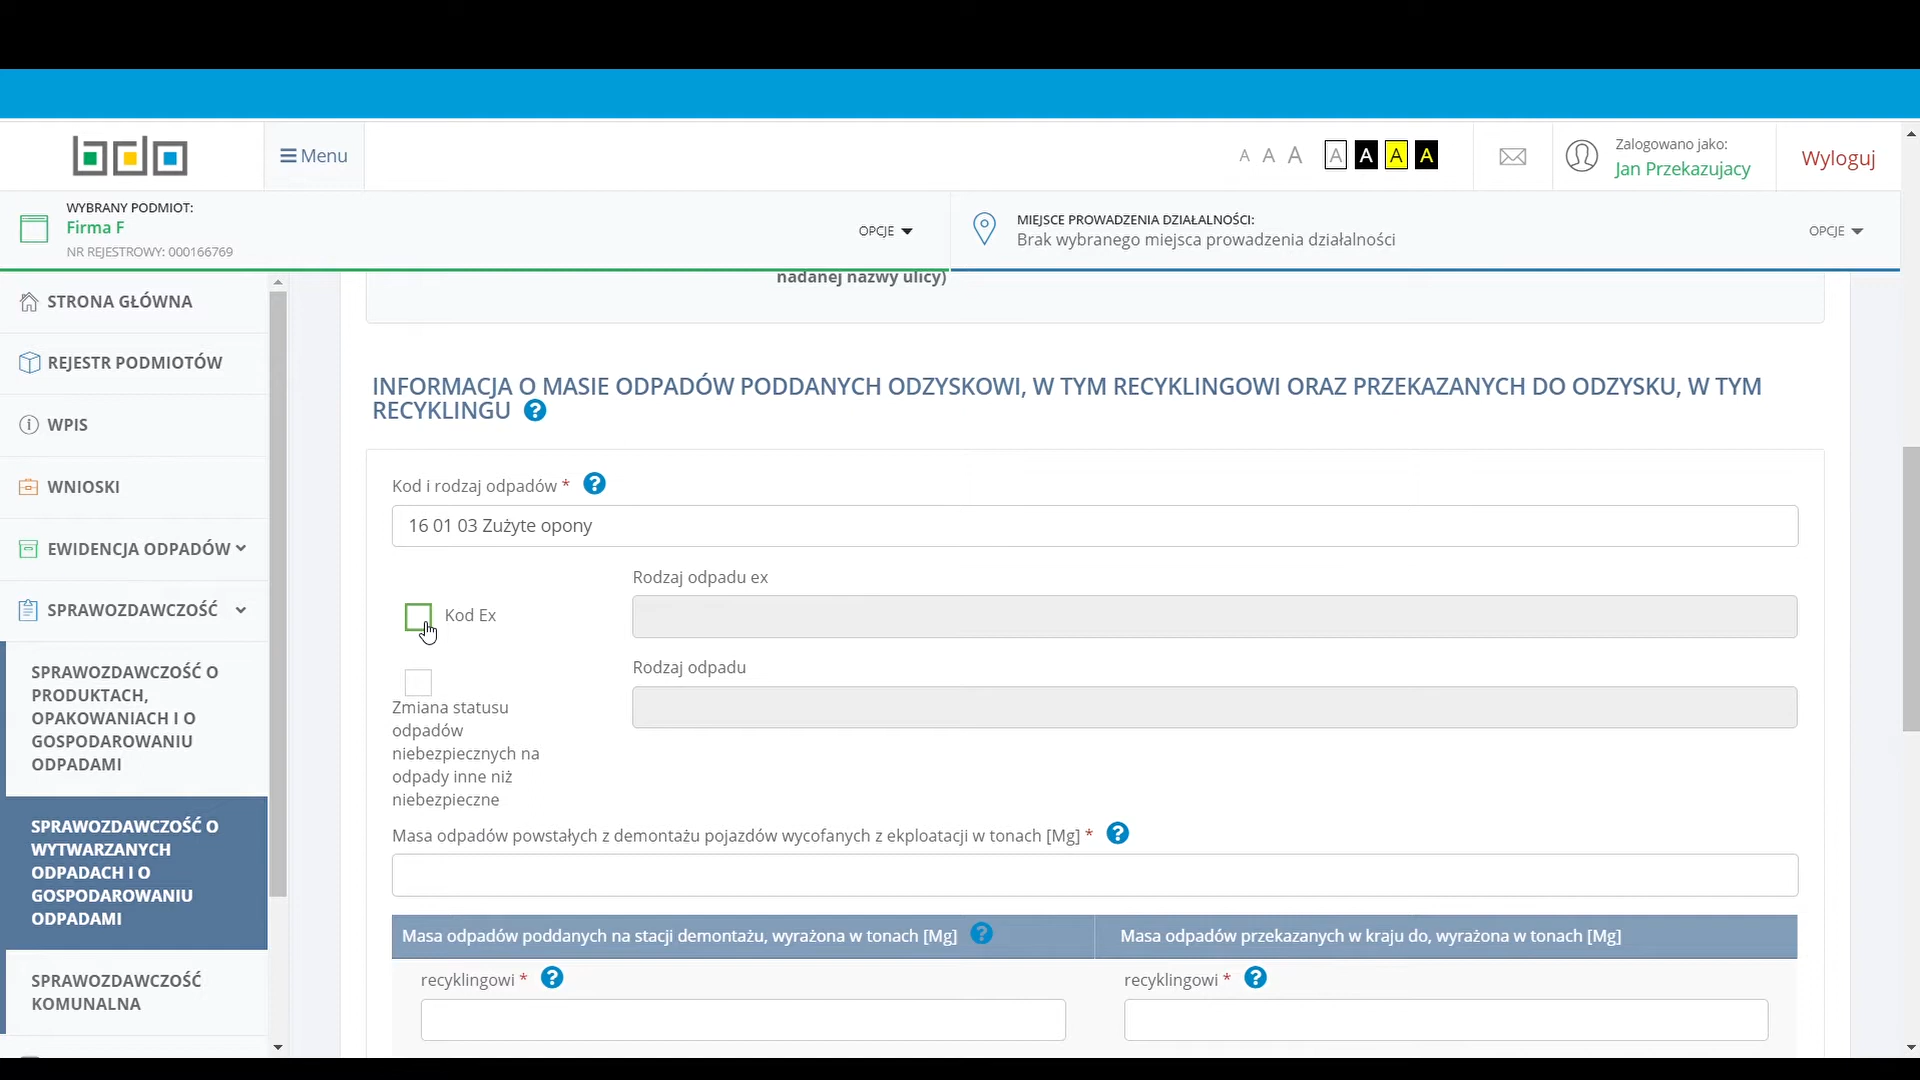 bdo
Menu
A A A A A A A
Zalogowano jako:
Jan Przekazujacy
Wyloguj
WYBRANY PODMIOT:
Firma F
NR REJESTROWY: 000166769
OPCJE
MIEJSCE PROWADZENIA DZIAŁALNOŚCI:
Brak wybranego miejsca prowadzenia działalności
OPCJE
STRONA GŁÓWNA
REJESTR PODMIOTÓW
WPIS
WNIOSKI
EWIDENCJA ODPADÓW
SPRAWOZDAWCZOŚĆ
SPRAWOZDAWCZOŚĆ O
PRODUKTACH,
OPAKOWANIACH I O
GOSPODAROWANIU
ODPADAMI
SPRAWOZDAWCZOŚĆ O
WYTWARZANYCH
ODPADACH I O
GOSPODAROWANIU
ODPADAMI
SPRAWOZDAWCZOŚĆ
KOMUNALNA
nadanej nazwy ulicy)
INFORMACJA O MASIE ODPADÓW PODDANYCH ODZYSKOWI, W TYM RECYKLINGOWI ORAZ PRZEKAZANYCH DO ODZYSKU, W TYM
RECYKLINGU ?
Kod i rodzaj odpadów * ?
16 01 03 Zużyte opony
Rodzaj odpadu ex
Kod Ex
Rodzaj odpadu
Zmiana statusu
odpadów
niebezpiecznych na
odpady inne niż
niebezpieczne
Masa odpadów powstałych z demontażu pojazdów wycofanych z ekploatacji w tonach [Mg] * ?
Masa odpadów poddanych na stacji demontażu, wyrażona w tonach [Mg] ?
Masa odpadów przekazanych w kraju do, wyrażona w tonach [Mg]
recyklingowi * ?
recyklingowi * ?